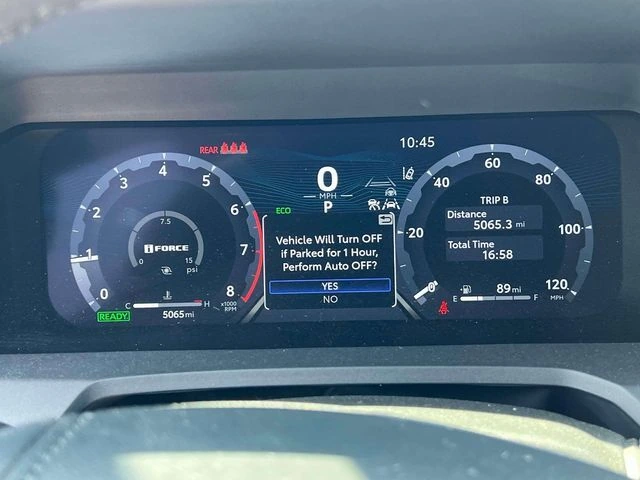 REAR
10:45
0
MPH
P
ECO
0
1
2
3
4
5
6
7
8
x1000
RPM
7.5
iFORCE
0 15
psi
C H
READY
5065 mi
Vehicle Will Turn OFF
if Parked for 1 Hour,
Perform Auto OFF?
YES
NO
0
20
40
60
80
100
120
MPH
TRIP B
Distance
5065.3 mi
Total Time
16:58
89 mi
E F